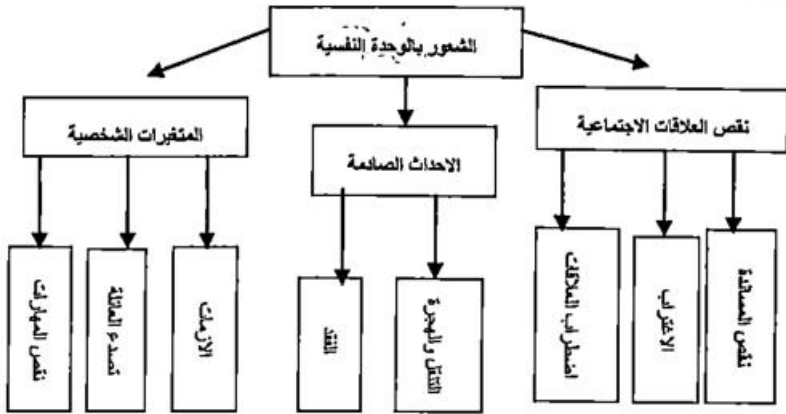 الشعور بالوحدة النفسية
نقص العلاقات الاجتماعية
الاحداث الصادمة
المتغيرات الشخصية
نقص المساندة
الاغتراب
اضطراب العلاقات
التنقل والهجرة
الفقد
الازمات
تصدع العائلة
نقص المهارات